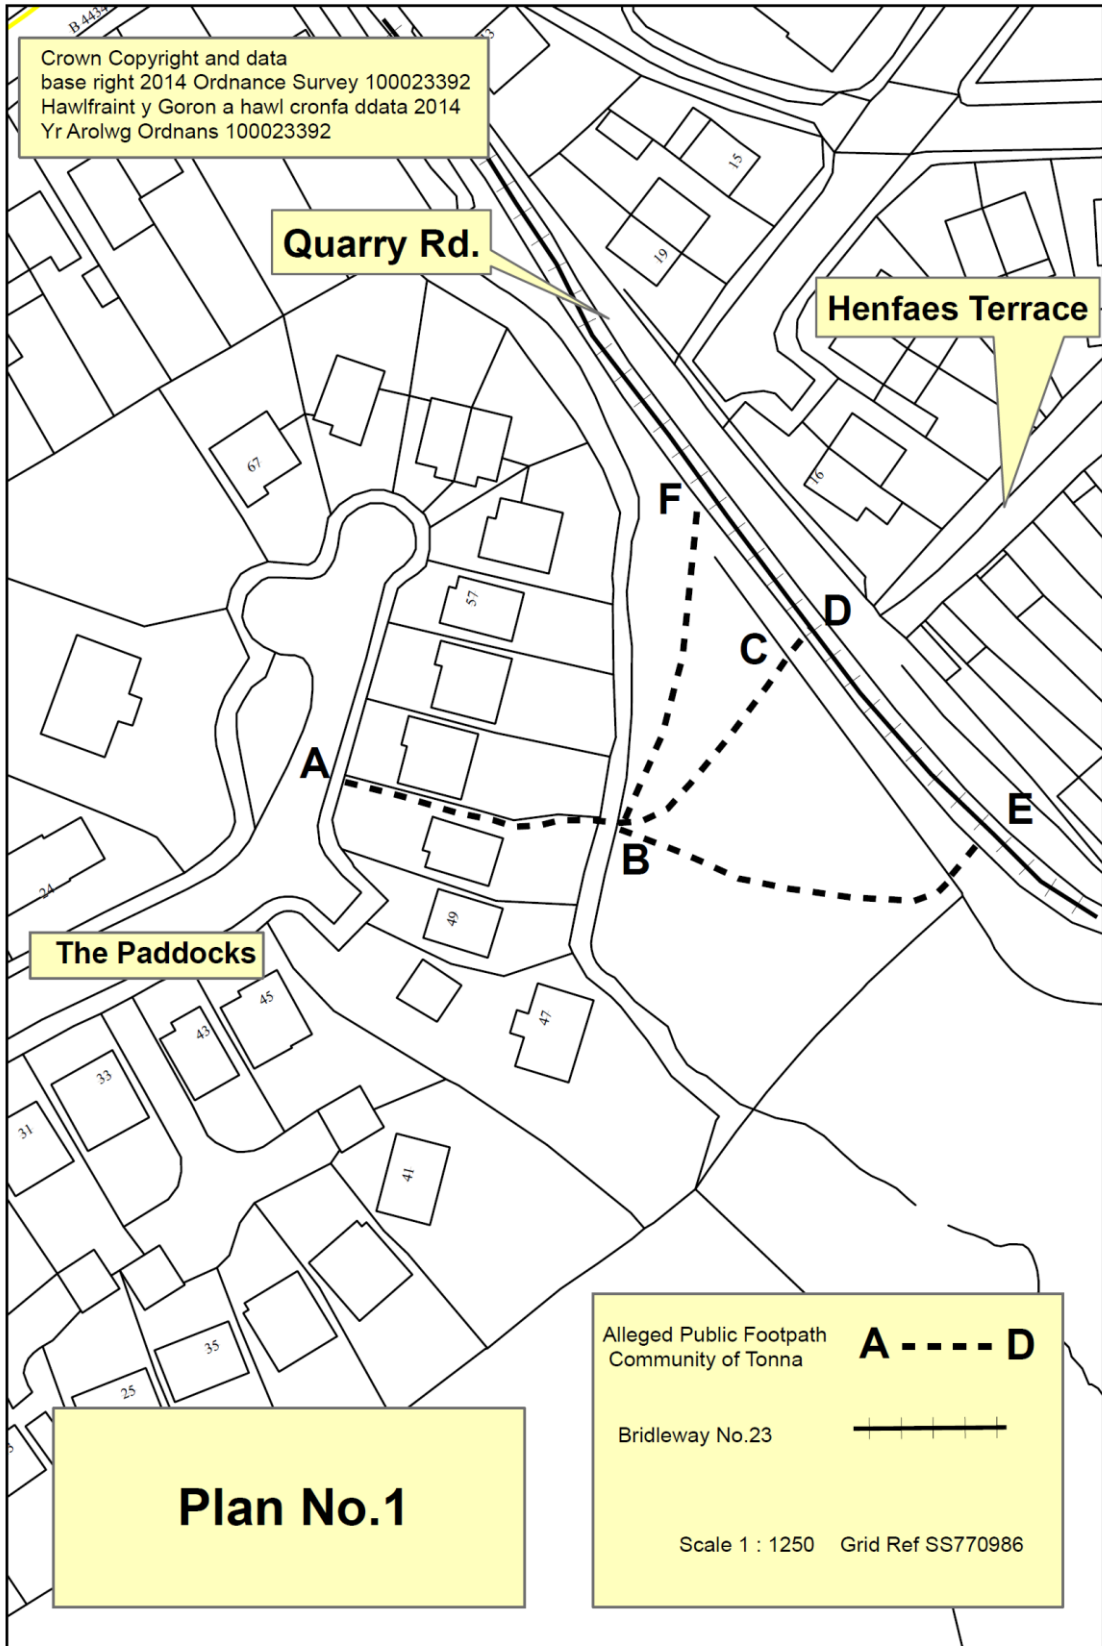 B 4434
Crown Copyright and data
base right 2014 Ordnance Survey 100023392
Hawlfraint y Goron a hawl cronfa ddata 2014
Yr Arolwg Ordnans 100023392
15
Quarry Rd.
19
Henfaes Terrace
67
16
F
57
D
C
A
E
B
24
49
The Paddocks
45
47
43
33
31
41
Alleged Public Footpath
Community of Tonna
A - - - - D
35
25
Bridleway No.23
Plan No.1
Scale 1 : 1250 Grid Ref SS770986